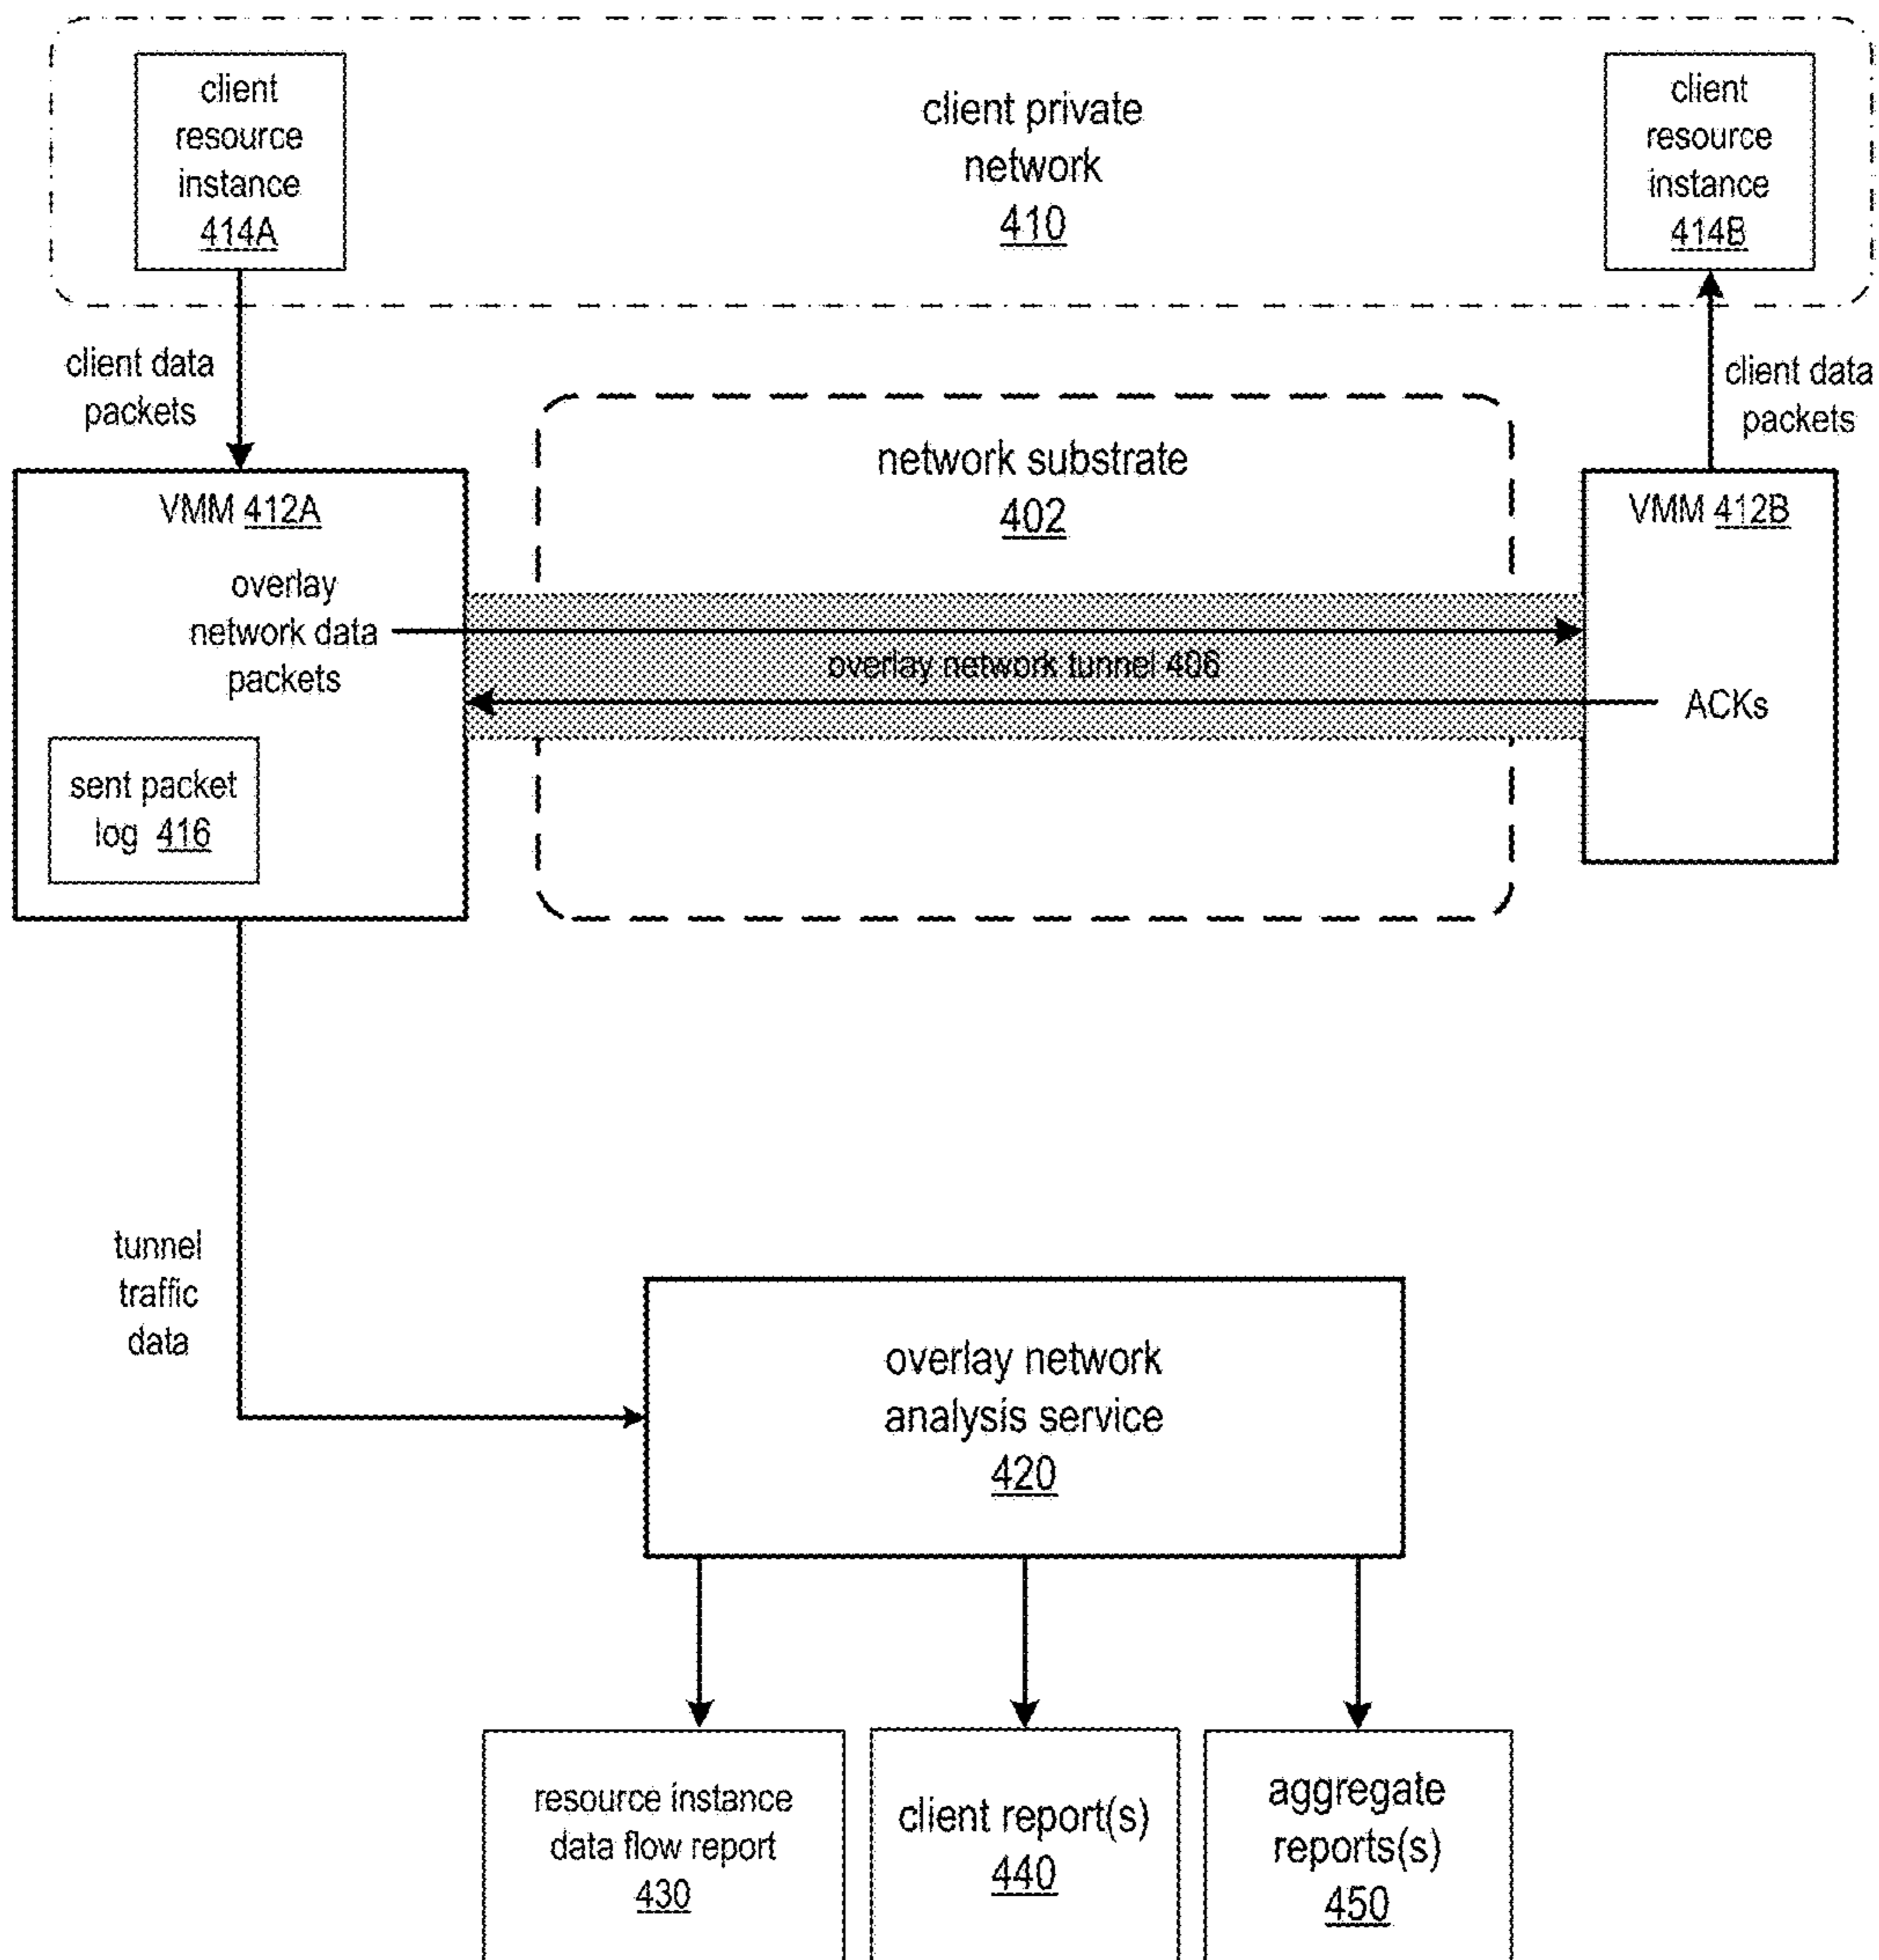 client
resource
instance
414A
client private
network
410
client
resource
instance
414B
client data
packets
client data
packets
network substrate
402
VMM 412A
overlay
network data
packets
sent packet
log 416
overlay network tunnel 406
VMM 412B
ACKs
tunnel
traffic
data
overlay network
analysis service
420
resource instance
data flow report
430
client report(s)
440
aggregate
reports(s)
450